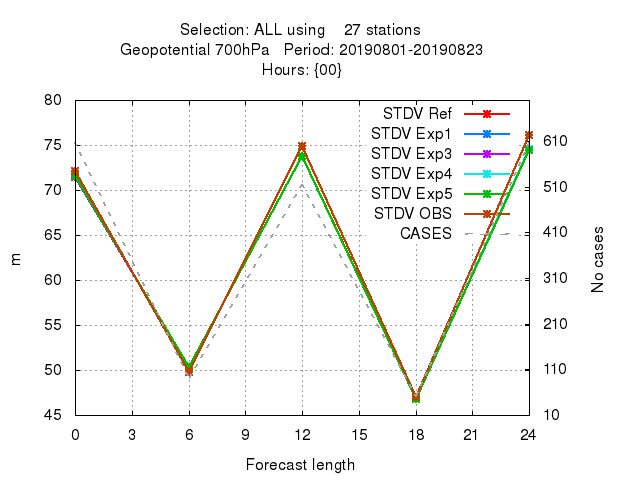 Selection: ALL using    27 stations
Geopotential 700hPa   Period: 20190801-20190823
Hours: {00}
80
75
70
65
60
55
50
45
m
STDV Ref
STDV Exp1
STDV Exp3
STDV Exp4
STDV Exp5
STDV OBS
CASES
610
510
410
310
210
110
10
No cases
0 3 6 9 12 15 18 21 24
Forecast length